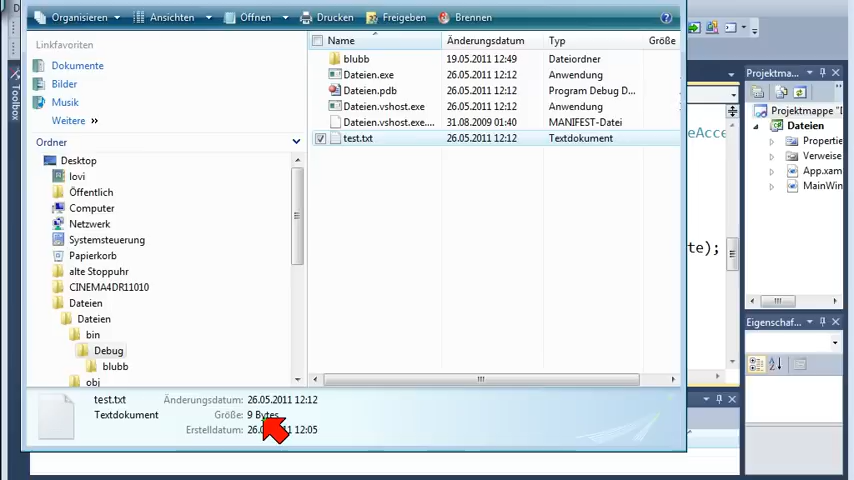 D
Organisieren
Ansichten
Öffnen
Drucken
Freigeben
Brennen
Linkfavoriten
Dokumente
Bilder
Musik
Weitere »
Ordner
Desktop
lovi
Öffentlich
Computer
Netzwerk
Systemsteuerung
Papierkorb
alte Stoppuhr
CINEMA4DR11010
Dateien
Dateien
bin
Debug
blubb
obj
Name Änderungsdatum Typ Größe
blubb 19.05.2011 12:49 Dateiordner
Dateien.exe 26.05.2011 12:12 Anwendung
Dateien.pdb 26.05.2011 12:12 Program Debug D...
Dateien.vshost.exe 26.05.2011 12:12 Anwendung
Dateien.vshost.exe.... 31.08.2009 01:40 MANIFEST-Datei
test.txt 26.05.2011 12:12 Textdokument
test.txt Änderungsdatum: 26.05.2011 12:12
Textdokument Größe: 9 Bytes
Erstelldatum: 26.0 11 12:05
Toolbox
eAcce
te);
Projektma...
Projektmappe "
Dateien
Propertie
Verweise
App.xam
MainWin
Eigenschaf...